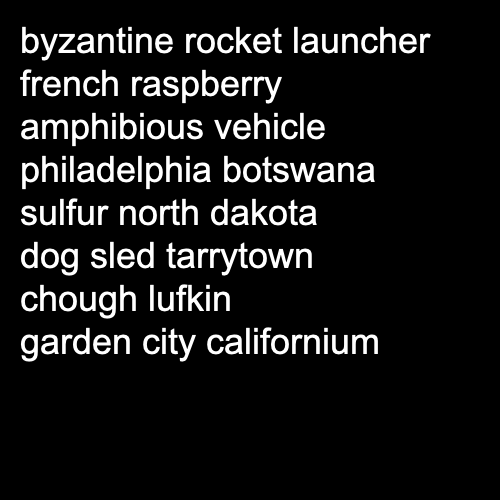 byzantine rocket launcher
french raspberry
amphibious vehicle
philadelphia botswana
sulfur north dakota
dog sled tarrytown
chough lufkin
garden city californium